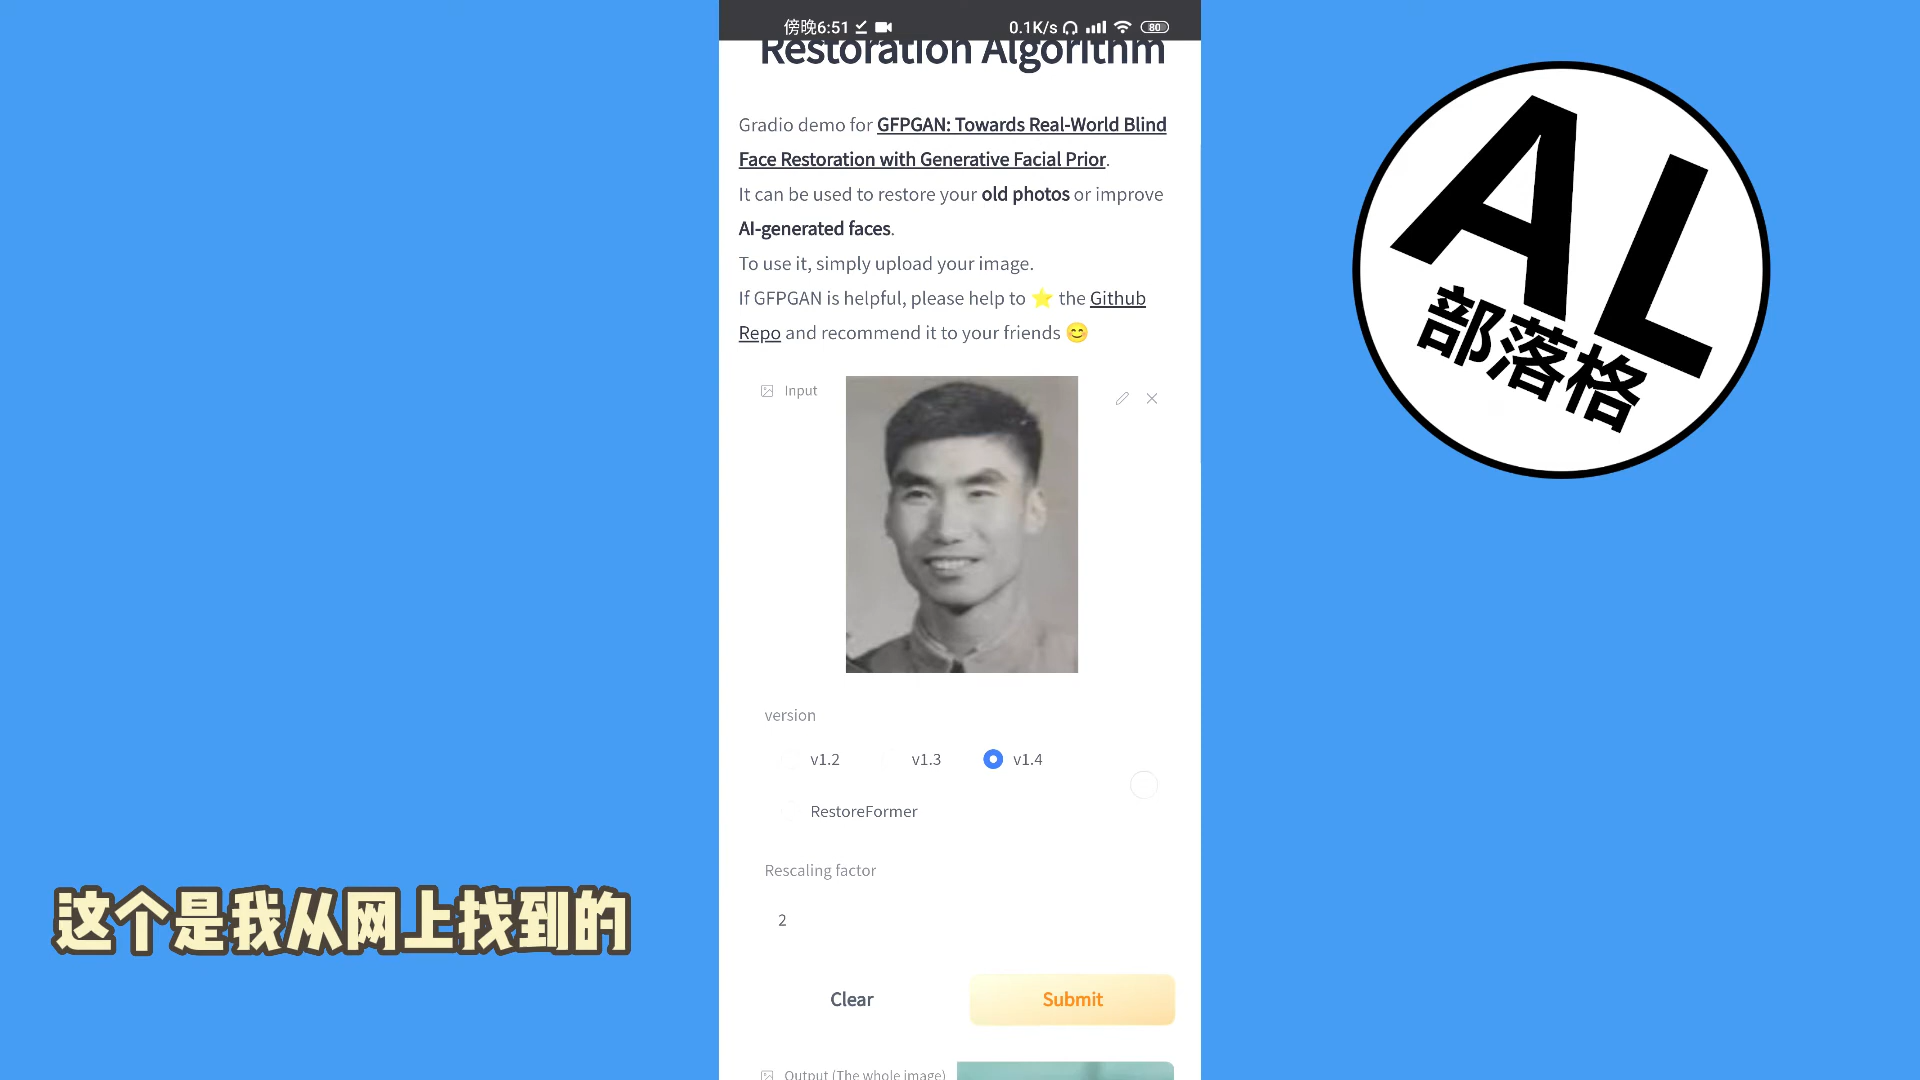 傍晚6:51
0.1K/s
80
Restoration Algorithm
Gradio demo for GFPGAN: Towards Real-World Blind
Face Restoration with Generative Facial Prior.
It can be used to restore your old photos or improve
AI-generated faces.
To use it, simply upload your image.
If GFPGAN is helpful, please help to ⭐ the Github
Repo and recommend it to your friends 😊
Input
version
v1.2
v1.3
v1.4
RestoreFormer
Rescaling factor
2
Clear
Submit
Output (The whole image)
AL
部落格
这个是我从网上找到的